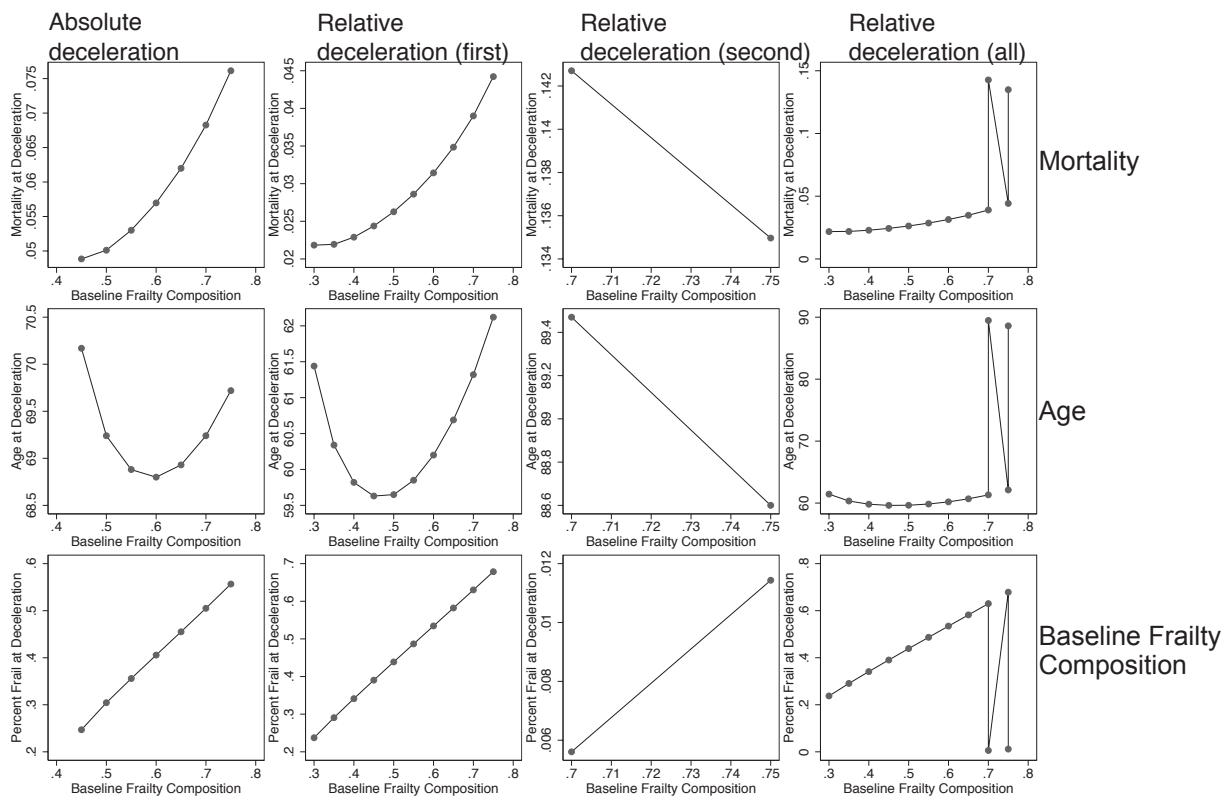 Absolute
deceleration
Relative
deceleration (first)
Relative
deceleration (second)
Relative
deceleration (all)
Mortality at Deceleration
.05 .055 .06 .065 .07 .075
.4 .5 .6 .7 .8
Baseline Frailty Composition
Mortality at Deceleration
.02 .025 .03 .035 .04 .045
.3 .4 .5 .6 .7 .8
Baseline Frailty Composition
Mortality at Deceleration
.134 .136 .138 .14 .142
.7 .71 .72 .73 .74 .75
Baseline Frailty Composition
Mortality at Deceleration
0 .05 .1 .15
.3 .4 .5 .6 .7 .8
Baseline Frailty Composition
Mortality
Age at Deceleration
68.5 69 69.5 70 70.5
.4 .5 .6 .7 .8
Baseline Frailty Composition
Age at Deceleration
59.5 60 60.5 61 61.5 62
.3 .4 .5 .6 .7 .8
Baseline Frailty Composition
Age at Deceleration
88.6 88.8 89 89.2 89.4
.7 .71 .72 .73 .74 .75
Baseline Frailty Composition
Age at Deceleration
60 70 80 90
.3 .4 .5 .6 .7 .8
Baseline Frailty Composition
Age
Percent Frail at Deceleration
.2 .3 .4 .5 .6
.4 .5 .6 .7 .8
Baseline Frailty Composition
Percent Frail at Deceleration
.2 .3 .4 .5 .6 .7
.3 .4 .5 .6 .7 .8
Baseline Frailty Composition
Percent Frail at Deceleration
.006 .008 .01 .012
.7 .71 .72 .73 .74 .75
Baseline Frailty Composition
Percent Frail at Deceleration
0 .2 .4 .6 .8
.3 .4 .5 .6 .7 .8
Baseline Frailty Composition
Baseline Frailty
Composition